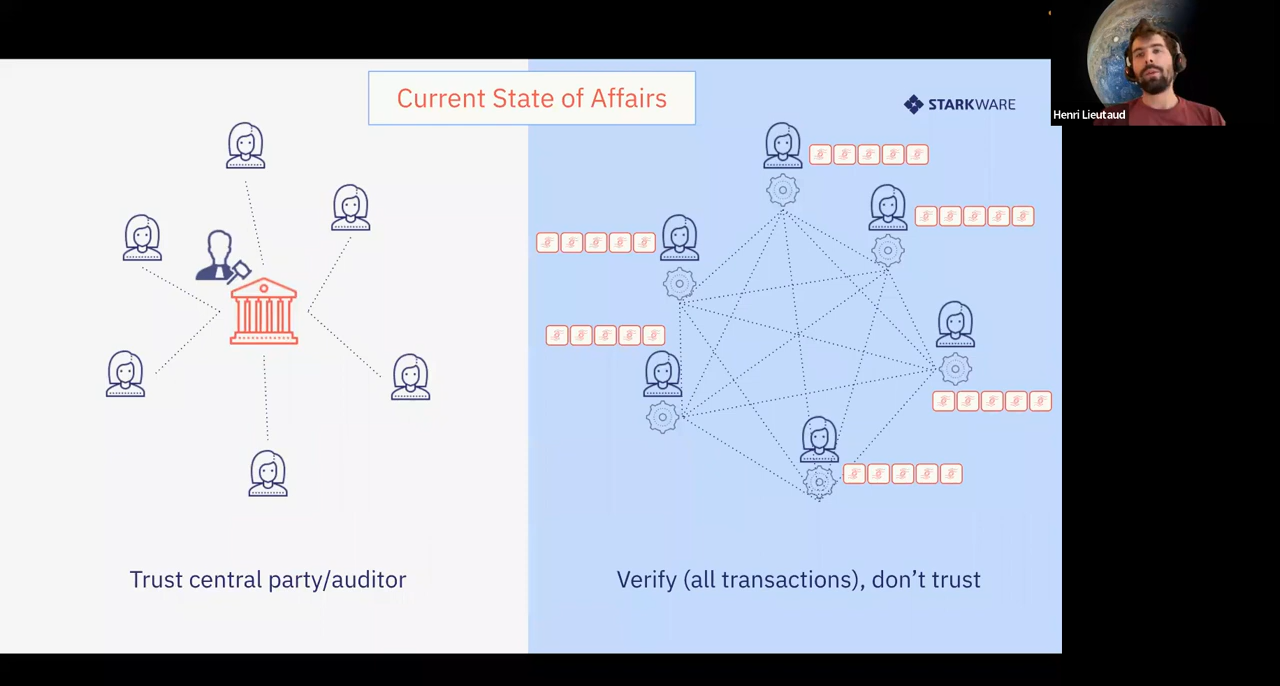 Current State of Affairs
STARKWARE
Henri Lieutaud
Trust central party/auditor
Verify (all transactions), don’t trust